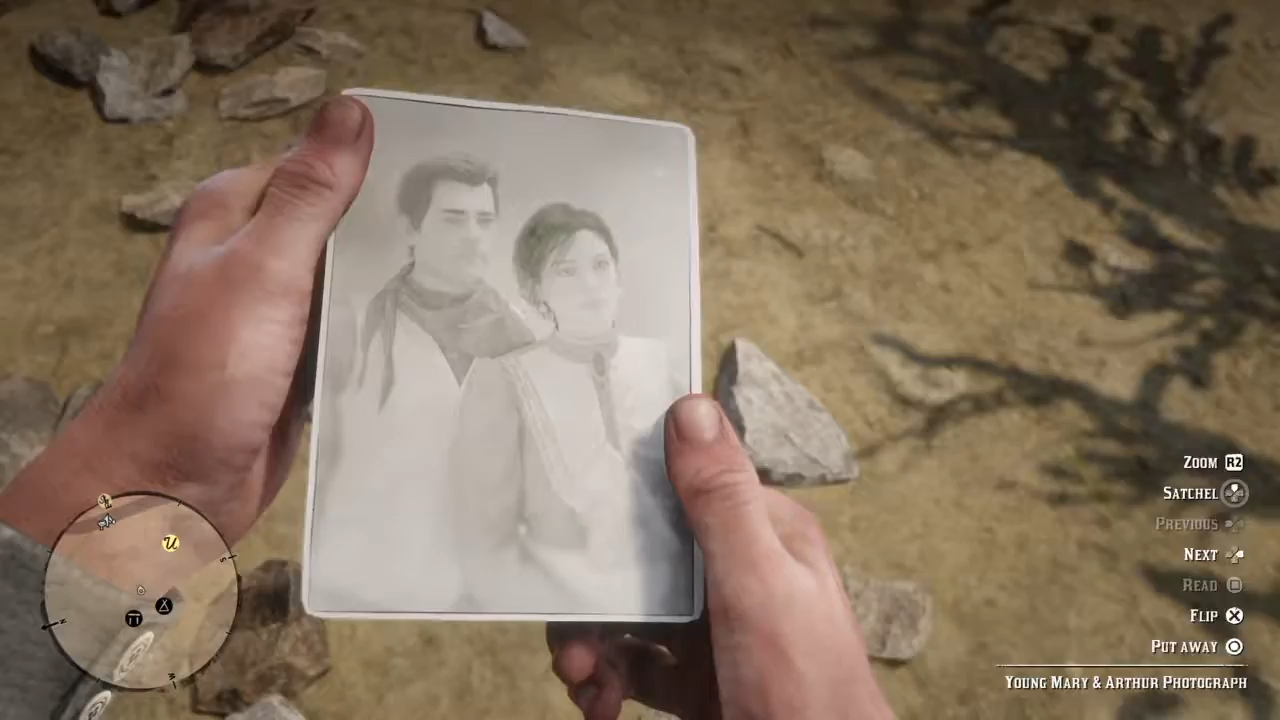 Zoom R2
Satchel
Previous
Next
Read
Flip
Put away
Young Mary & Arthur Photograph